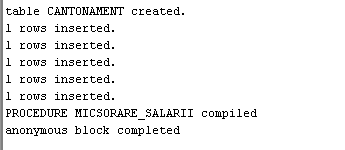 table CANTONAMENT created.
1 rows inserted.
1 rows inserted.
1 rows inserted.
1 rows inserted.
1 rows inserted.
PROCEDURE MICSORARE_SALARII compiled
anonymous block completed